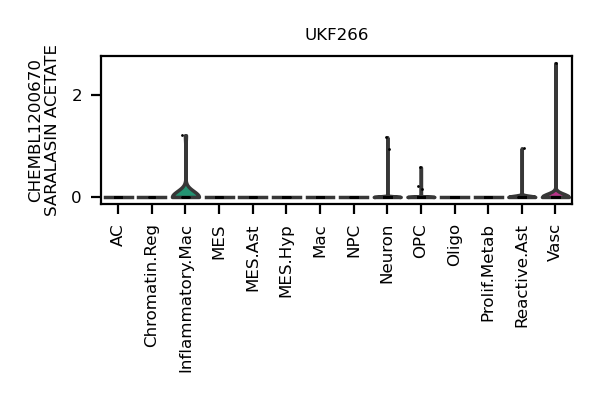 UKF266
CHEMBL1200670
SARALASIN ACETATE
2
0
AC
Chromatin.Reg
Inflammatory.Mac
MES
MES.Ast
MES.Hyp
Mac
NPC
Neuron
OPC
Oligo
Prolif.Metab
Reactive.Ast
Vasc